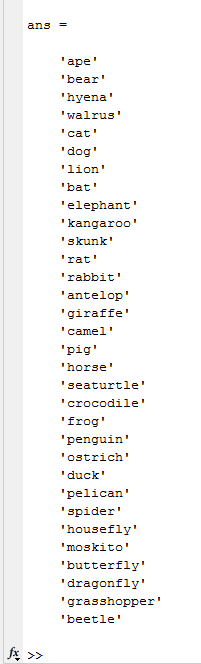 ans =
'ape'
'bear'
'hyena'
'walrus'
'cat'
'dog'
'lion'
'bat'
'elephant'
'kangaroo'
'skunk'
'rat'
'rabbit'
'antelop'
'giraffe'
'camel'
'pig'
'horse'
'seaturtle'
'crocodile'
'frog'
'penguin'
'ostrich'
'duck'
'pelican'
'spider'
'housefly'
'moskito'
'butterfly'
'dragonfly'
'grasshopper'
'beetle'
fx >>